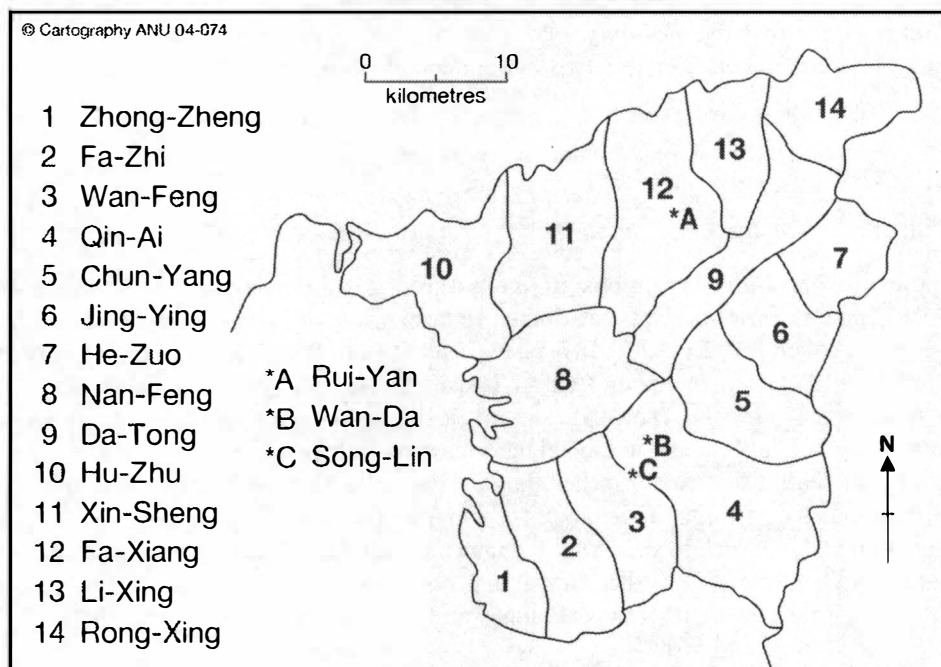 © Cartography ANU 04-074
0 10
kilometres
1 Zhong-Zheng
2 Fa-Zhi
3 Wan-Feng
4 Qin-Ai
5 Chun-Yang
6 Jing-Ying
7 He-Zuo
8 Nan-Feng
9 Da-Tong
10 Hu-Zhu
11 Xin-Sheng
12 Fa-Xiang
13 Li-Xing
14 Rong-Xing
*A Rui-Yan
*B Wan-Da
*C Song-Lin
14
13
12
*A
11
10
7
9
6
8
5
*B
*C
4
3
2
1
N